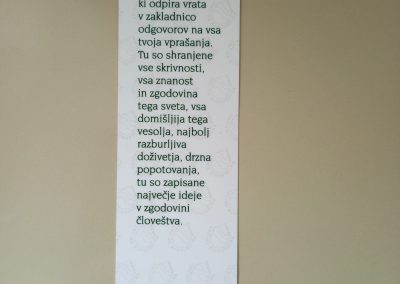 ki odpira vrata
v zakladnico
odgovorov na vsa
tvoja vprašanja.
Tu so shranjene
vse skrivnosti,
vsa znanost
in zgodovina
tega sveta, vsa
domišljija tega
vesolja, najbolj
razburljiva
doživetja, drzna
popotovanja,
tu so zapisane
največje ideje
v zgodovini
človeštva.